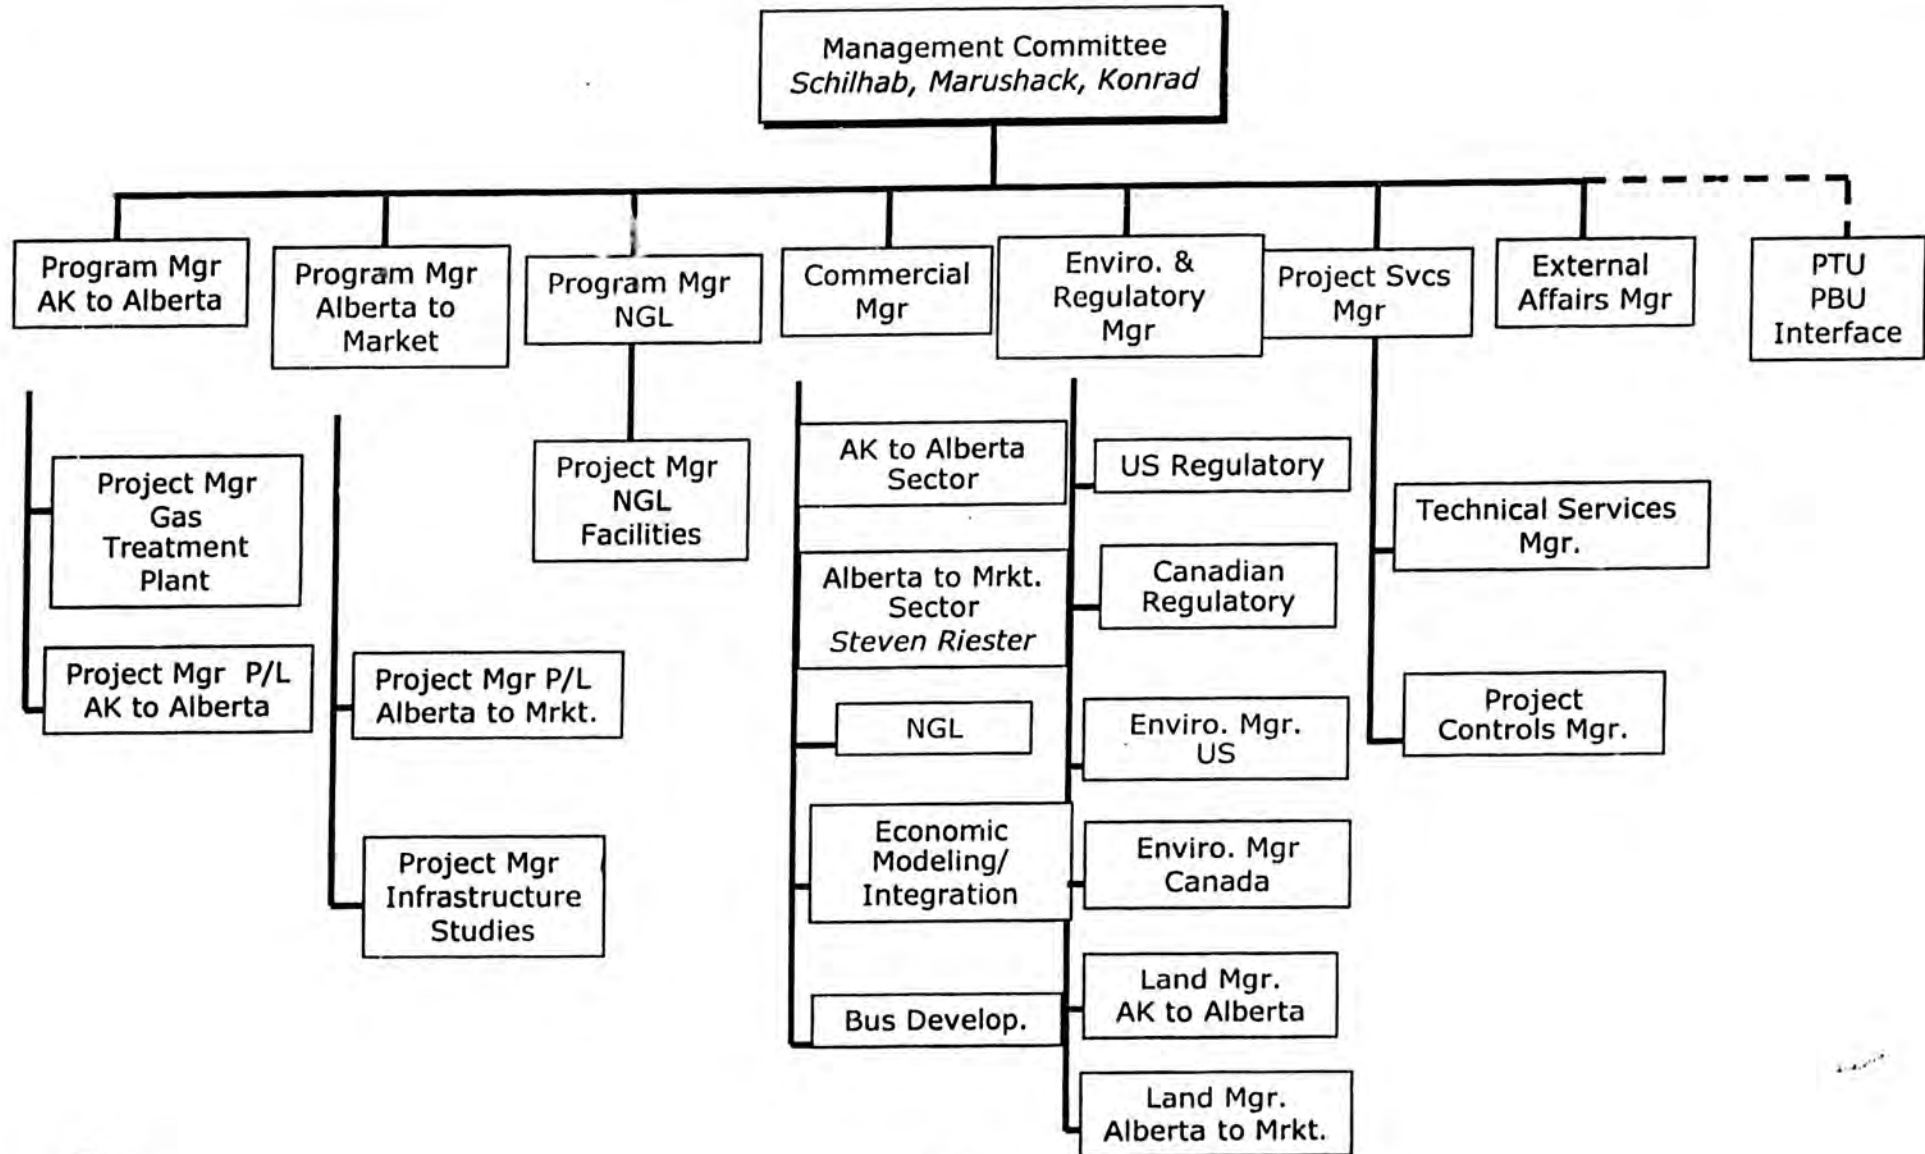 Management Committee
Schilhab, Marushack, Konrad
Program Mgr
AK to Alberta
Program Mgr
Alberta to
Market
Program Mgr
NGL
Commercial
Mgr
Enviro. &
Regulatory
Mgr
Project Svcs
Mgr
External
Affairs Mgr
PTU
PBU
Interface
Project Mgr
Gas
Treatment
Plant
Project Mgr P/L
AK to Alberta
Project Mgr P/L
Alberta to Mrkt.
Project Mgr
Infrastructure
Studies
Project Mgr
NGL
Facilities
AK to Alberta
Sector
Alberta to Mrkt.
Sector
Steven Riester
NGL
Economic
Modeling/
Integration
Bus Develop.
US Regulatory
Canadian
Regulatory
Enviro. Mgr.
US
Enviro. Mgr
Canada
Land Mgr.
AK to Alberta
Land Mgr.
Alberta to Mrkt.
Technical Services
Mgr.
Project
Controls Mgr.